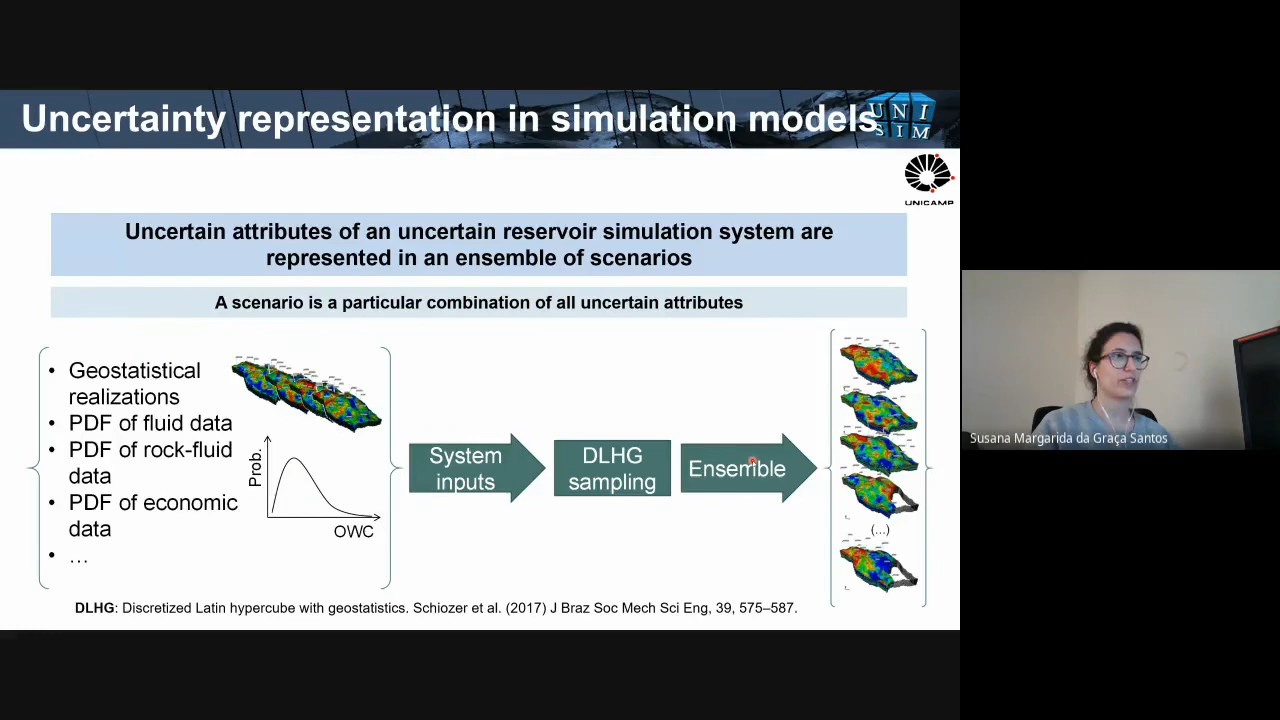 Uncertainty representation in simulation models
UNI
SIM
UNICAMP
Uncertain attributes of an uncertain reservoir simulation system are
represented in an ensemble of scenarios
A scenario is a particular combination of all uncertain attributes
• Geostatistical
realizations
• PDF of fluid data
• PDF of rock-fluid
data
• PDF of economic
data
• …
Prob.
OWC
System
inputs
DLHG
sampling
Ensemble
(...)
DLHG: Discretized Latin hypercube with geostatistics. Schiozer et al. (2017) J Braz Soc Mech Sci Eng, 39, 575–587.
Susana Margarida da Graça Santos